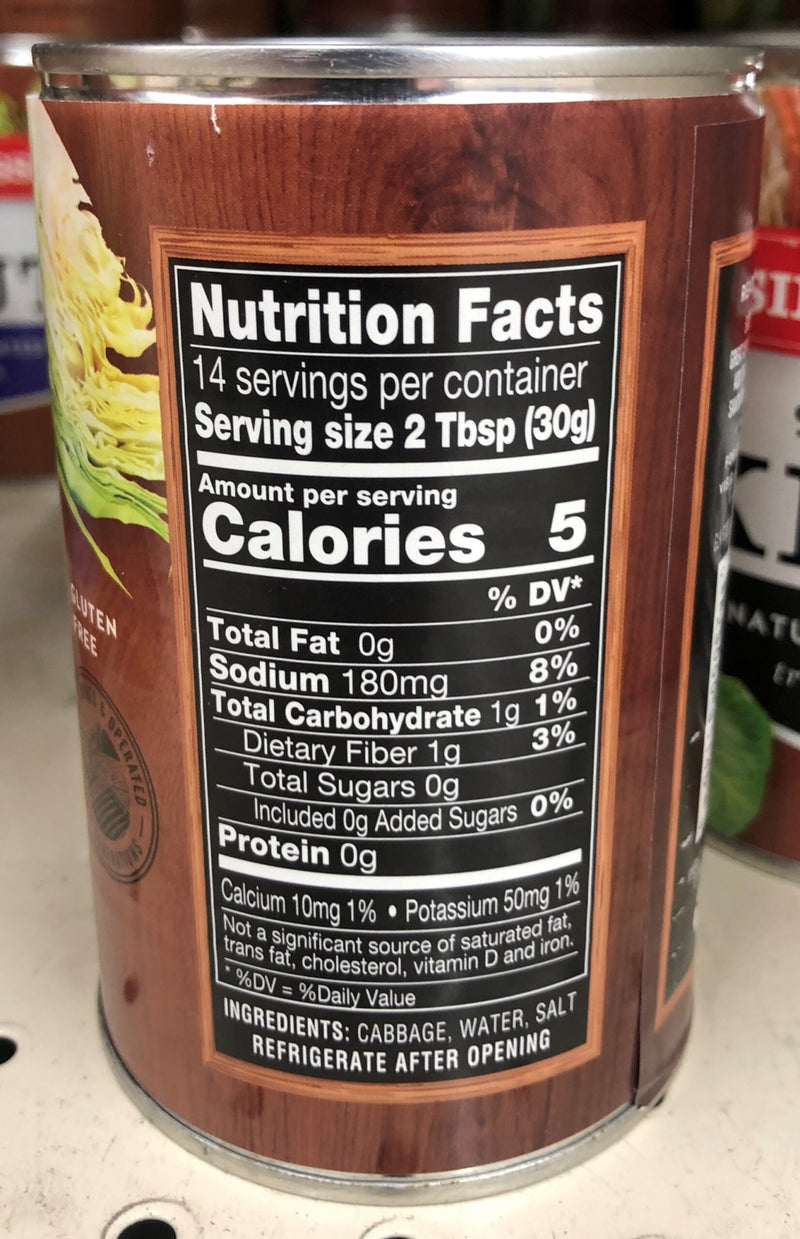 Nutrition Facts
14 servings per container
Serving size 2 Tbsp (30g)
Amount per serving
Calories 5
% DV*
Total Fat 0g 0%
Sodium 180mg 8%
Total Carbohydrate 1g 1%
Dietary Fiber 1g 3%
Total Sugars 0g
Included 0g Added Sugars 0%
Protein 0g
Calcium 10mg 1% • Potassium 50mg 1%
Not a significant source of saturated fat,
trans fat, cholesterol, vitamin D and iron.
* %DV = %Daily Value
INGREDIENTS: CABBAGE, WATER, SALT
REFRIGERATE AFTER OPENING
GLUTEN
FREE
& OPERATED